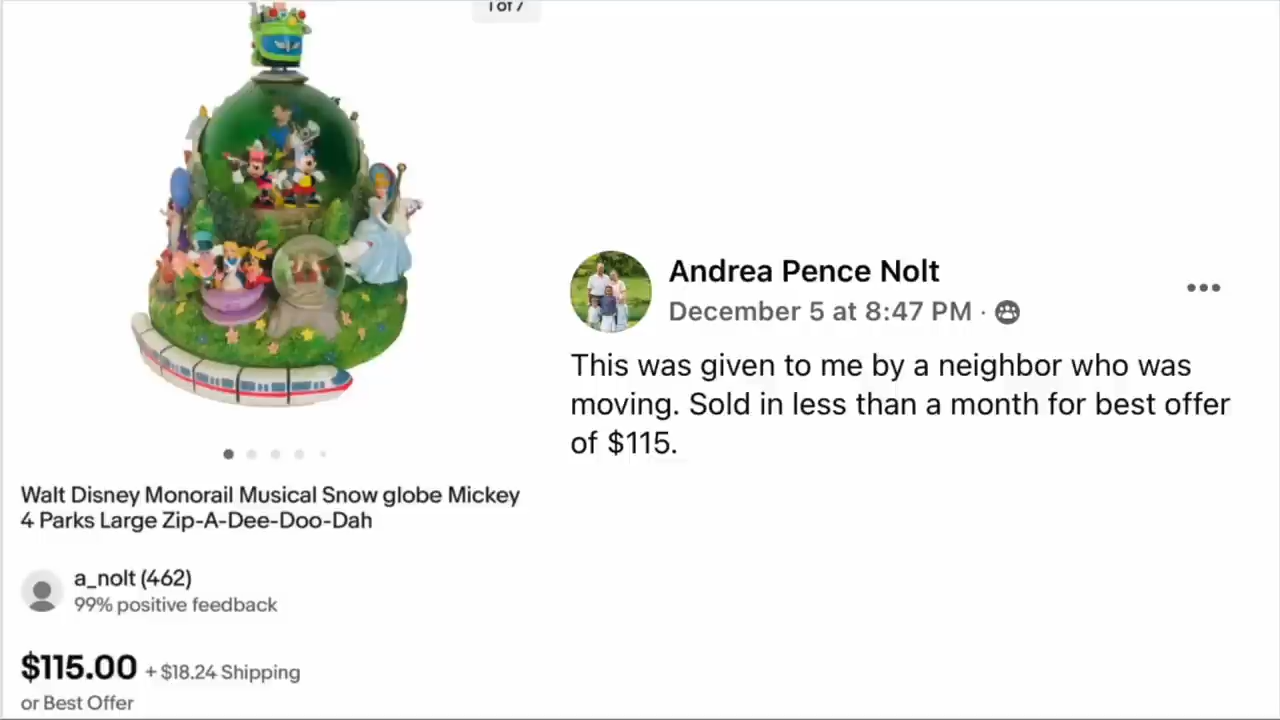 1 of 7
Walt Disney Monorail Musical Snow globe Mickey
4 Parks Large Zip-A-Dee-Doo-Dah
a_nolt (462)
99% positive feedback
$115.00 + $18.24 Shipping
or Best Offer
Andrea Pence Nolt
December 5 at 8:47 PM ·
This was given to me by a neighbor who was
moving. Sold in less than a month for best offer
of $115.